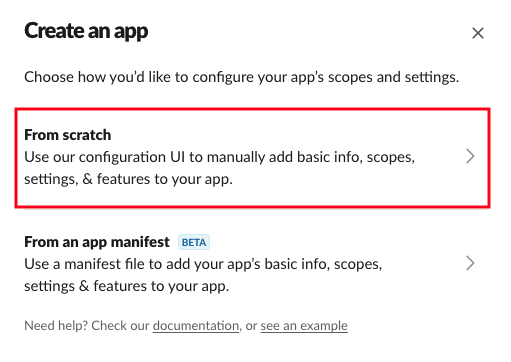 Create an app
Choose how you'd like to configure your app's scopes and settings.
From scratch
Use our configuration UI to manually add basic info, scopes,
settings, & features to your app.
From an app manifest BETA
Use a manifest file to add your app's basic info, scopes,
settings & features to your app.
Need help? Check our documentation, or see an example